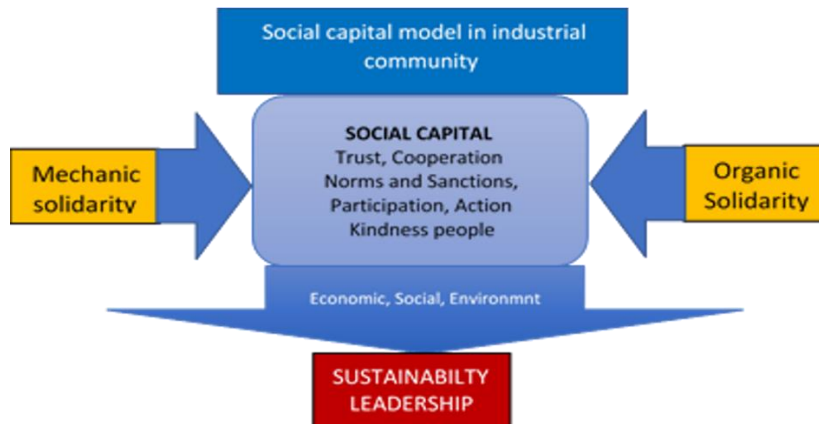 Social capital model in industrial
community
SOCIAL CAPITAL
Trust, Cooperation
Norms and Sanctions,
Participation, Action
Kindness people
Mechanic
solidarity
Organic
Solidarity
Economic, Social, Environmnt
SUSTAINABILTY
LEADERSHIP